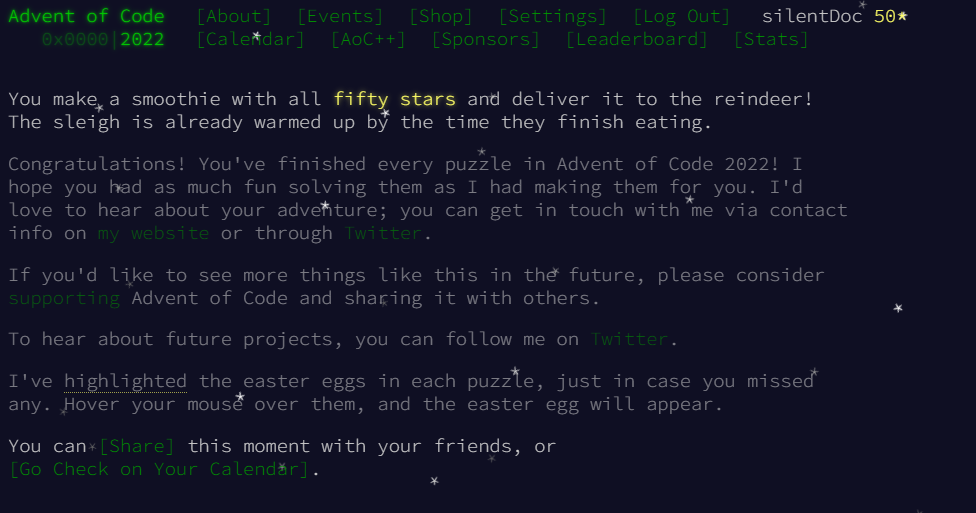 Advent of Code [About] [Events] [Shop] [Settings] [Log Out] silentDoc 50*
0x0000|2022 [Calendar] [AoC++] [Sponsors] [Leaderboard] [Stats]
You make a smoothie with all fifty stars and deliver it to the reindeer!
The sleigh is already warmed up by the time they finish eating.
Congratulations! You've finished every puzzle in Advent of Code 2022! I
hope you had as much fun solving them as I had making them for you. I'd
love to hear about your adventure; you can get in touch with me via contact
info on my website or through Twitter.
If you'd like to see more things like this in the future, please consider
supporting Advent of Code and sharing it with others.
To hear about future projects, you can follow me on Twitter.
I've highlighted the easter eggs in each puzzle, just in case you missed
any. Hover your mouse over them, and the easter egg will appear.
You can [Share] this moment with your friends, or
[Go Check on Your Calendar].